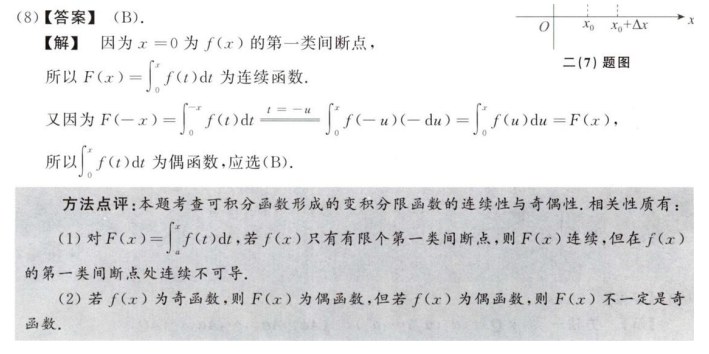 (8)【答案】 (B).
【解】 因为 x=0 为 f(x) 的第一类间断点,
所以 F(x)=∫₀ˣ f(t)dt 为连续函数.
又因为 F(-x)=∫₀⁻ˣ f(t)dt =(t=-u)= ∫₀ˣ f(-u)(-du)=∫₀ˣ f(u)du=F(x),
所以∫₀ˣ f(t)dt 为偶函数,应选(B).
O x₀ x₀+Δx x
二(7) 题图
方法点评:本题考查可积分函数形成的变积分限函数的连续性与奇偶性. 相关性质有:
(1) 对 F(x)=∫ₐˣ f(t)dt,若 f(x) 只有有限个第一类间断点,则 F(x) 连续,但在 f(x)
的第一类间断点处连续不可导.
(2) 若 f(x) 为奇函数,则 F(x) 为偶函数,但若 f(x) 为偶函数,则 F(x) 不一定是奇
函数.